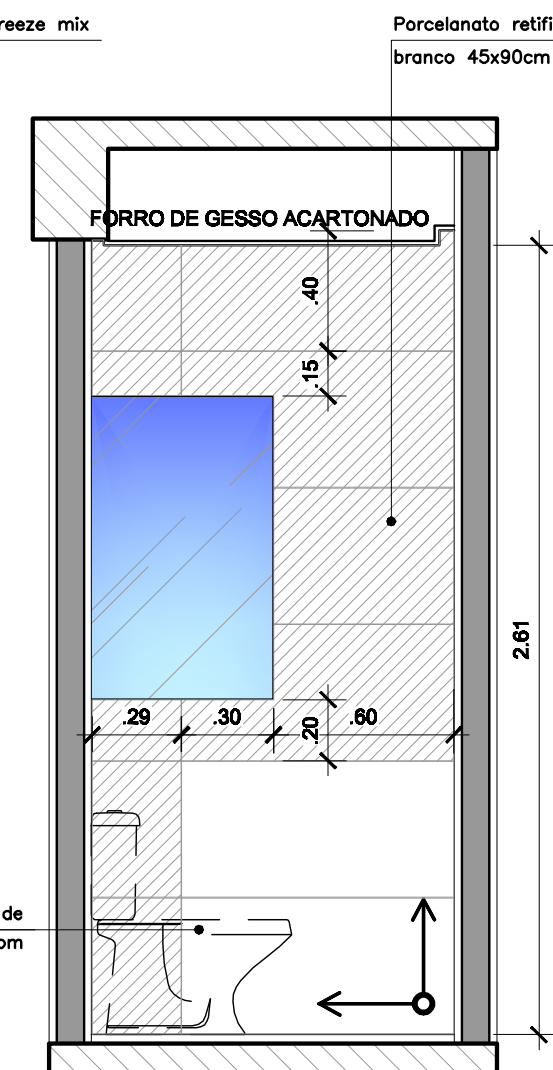 reeze mix
Porcelanato retifi
branco 45x90cm
FORRO DE GESSO ACARTONADO
.40
.15
2.61
.29
.30
.20
.60
de
om